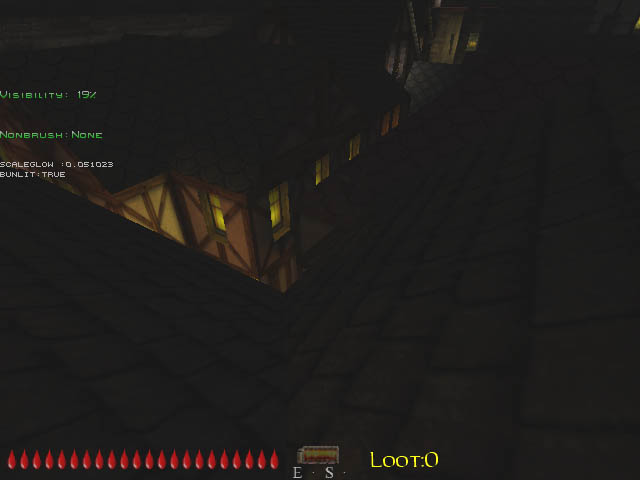 Visibility: 19%
Nonbrush: None
scaleglow :0.051023
bunlit:true
Loot:0
E · S ·